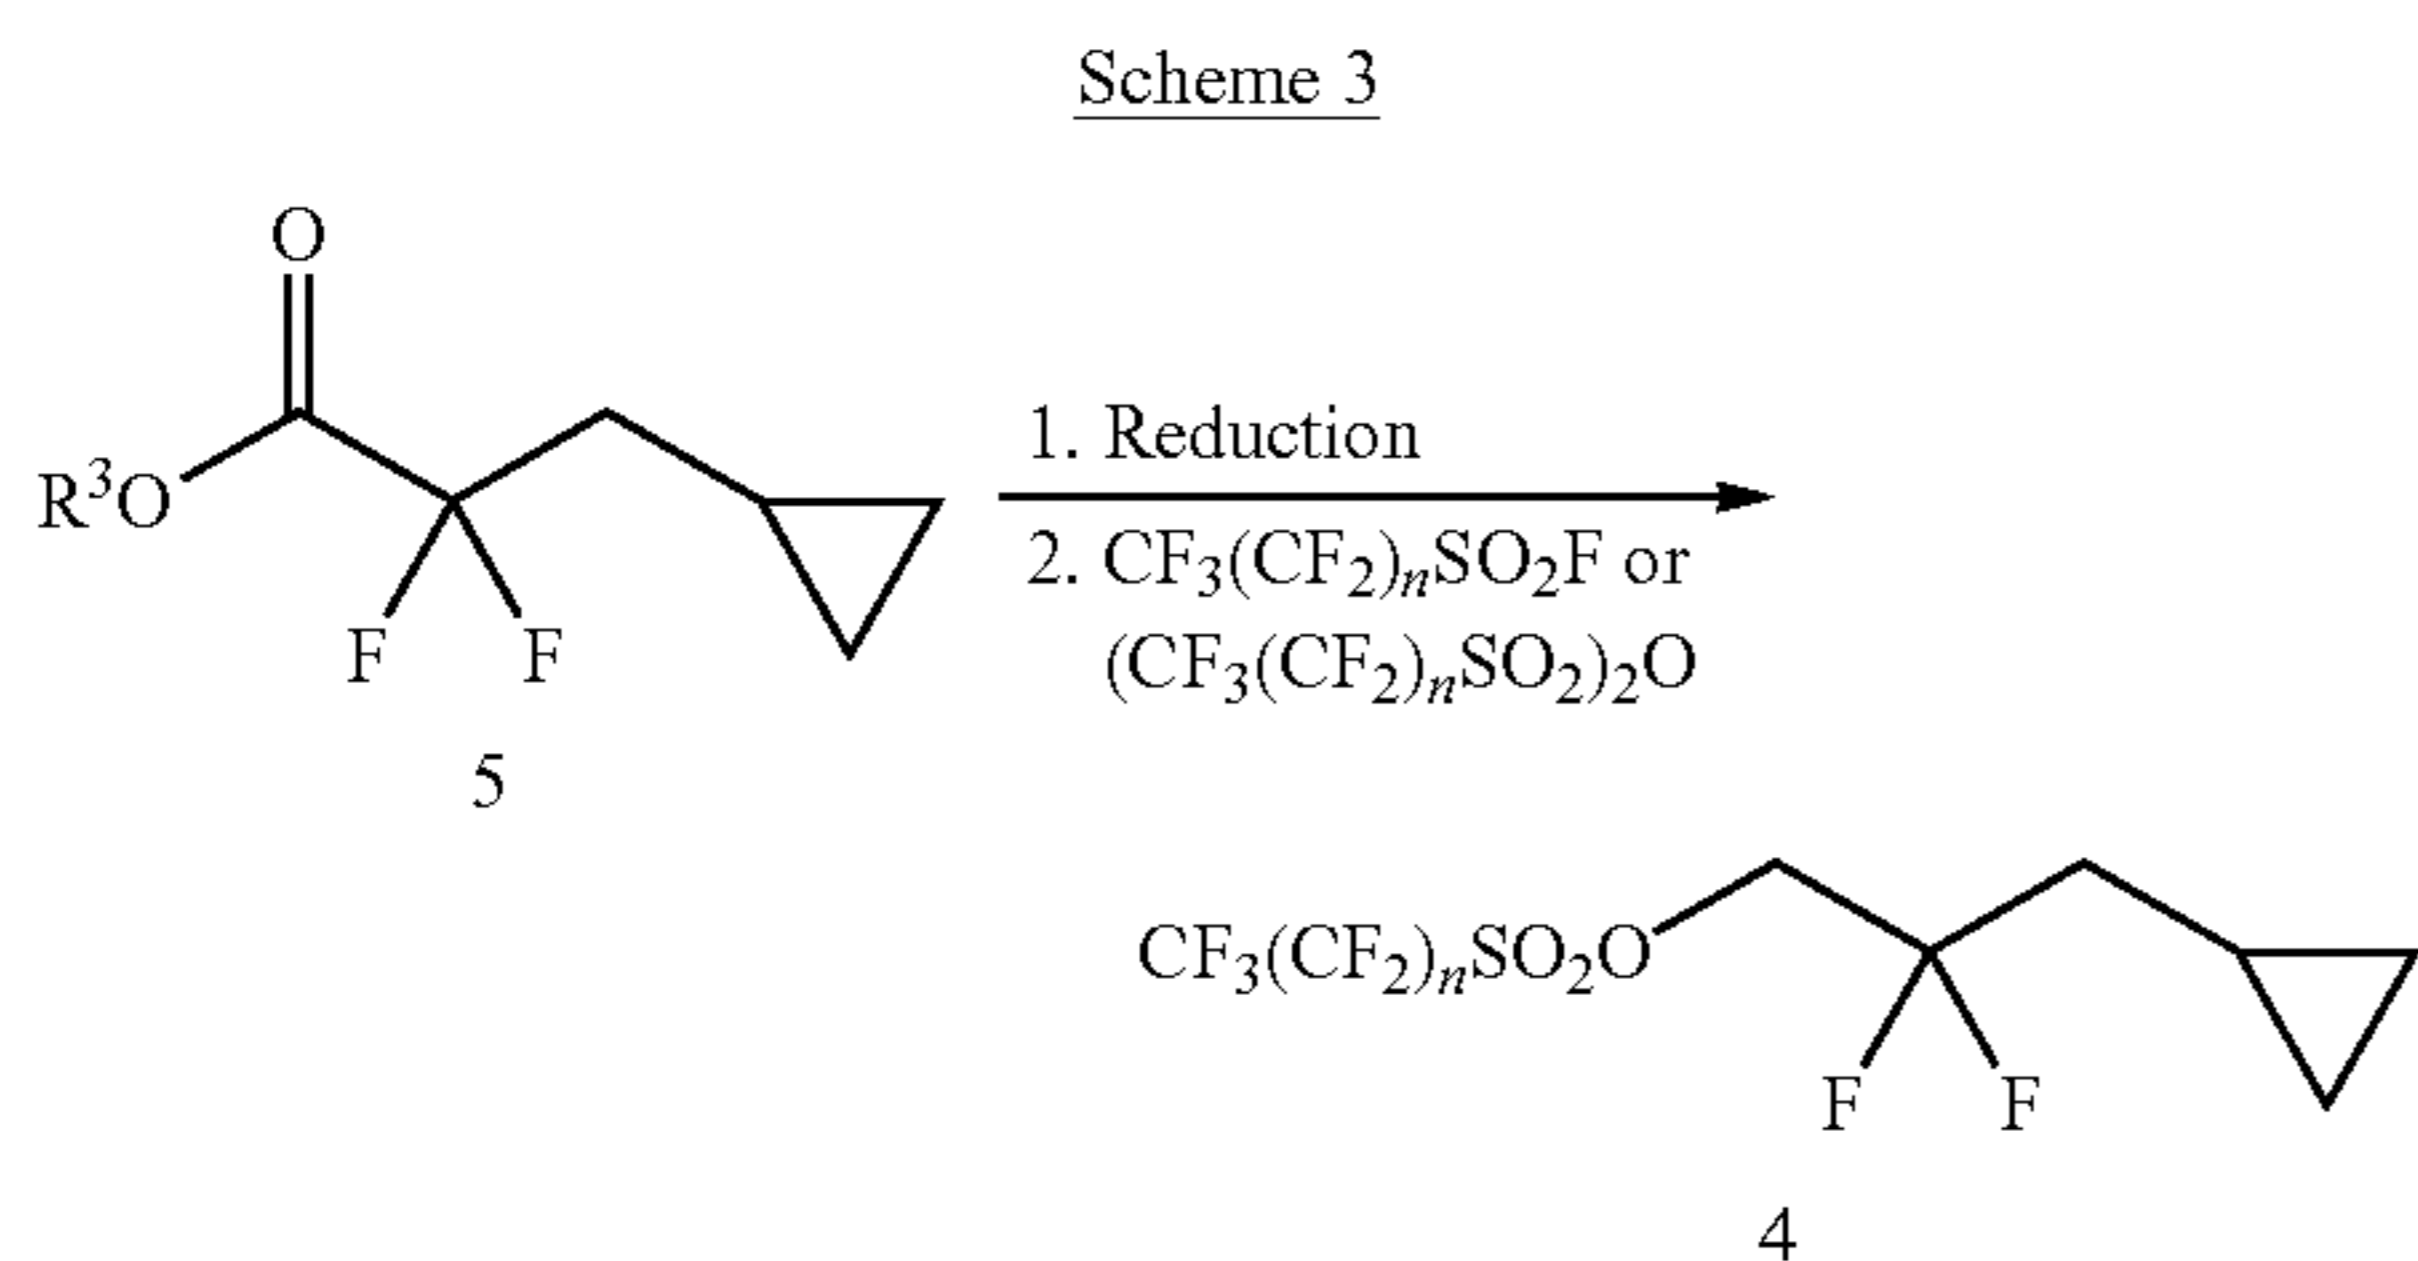 Scheme 3
O
R³O
F F
5
1. Reduction
2. CF₃(CF₂)ₙSO₂F or
(CF₃(CF₂)ₙSO₂)₂O
CF₃(CF₂)ₙSO₂O
F F
4